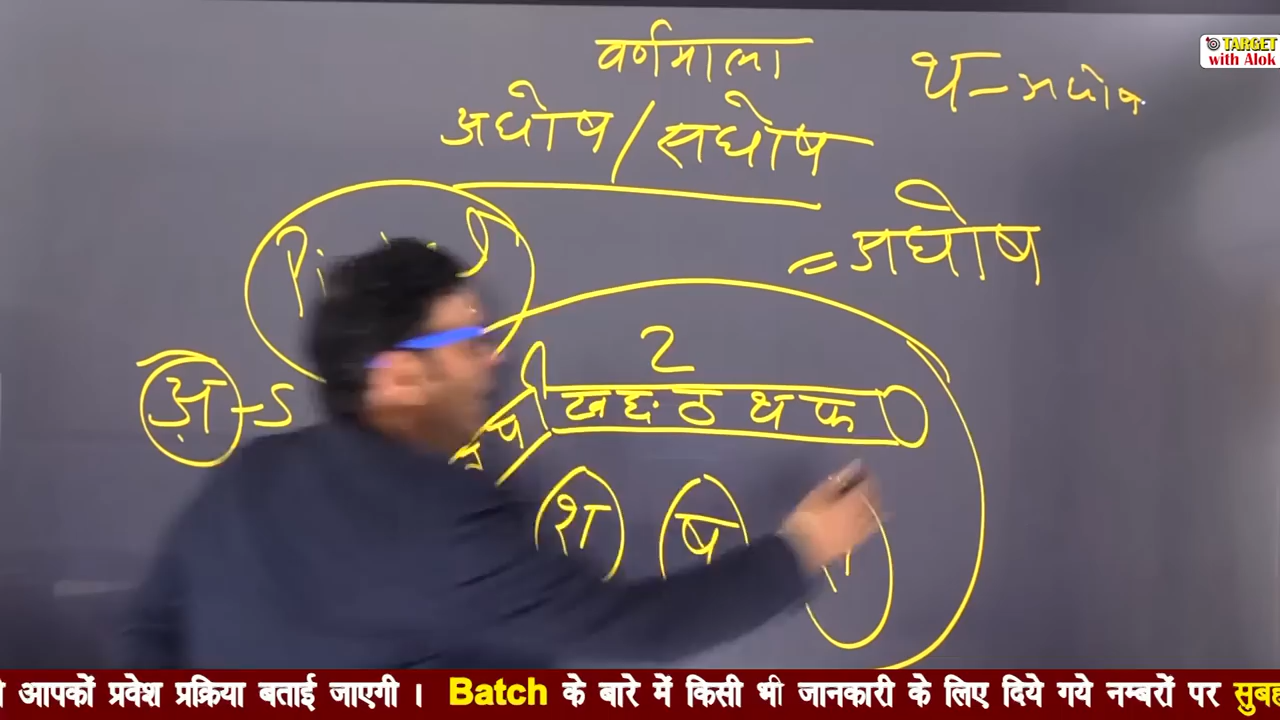 TARGET
with Alok
वर्णमाला
थ = अघोष
अघोष / सघोष
= अघोष
2
अ - S
प
ख छ ठ थ फ
श ष
आपकों प्रवेश प्रक्रिया बताई जाएगी । Batch के बारे में किसी भी जानकारी के लिए दिये गये नम्बरों पर सुबह